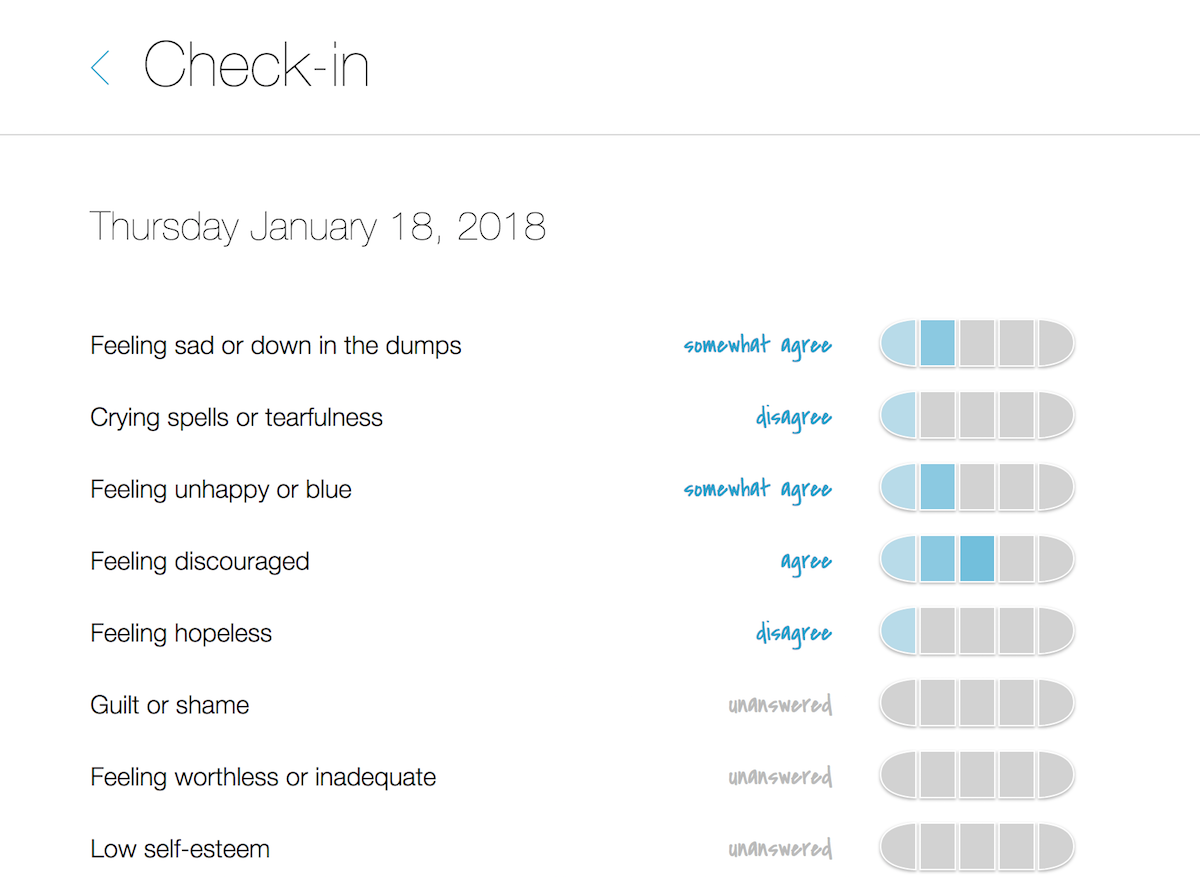 Check-in
Thursday January 18, 2018
Feeling sad or down in the dumps somewhat agree
Crying spells or tearfulness disagree
Feeling unhappy or blue somewhat agree
Feeling discouraged agree
Feeling hopeless disagree
Guilt or shame unanswered
Feeling worthless or inadequate unanswered
Low self-esteem unanswered